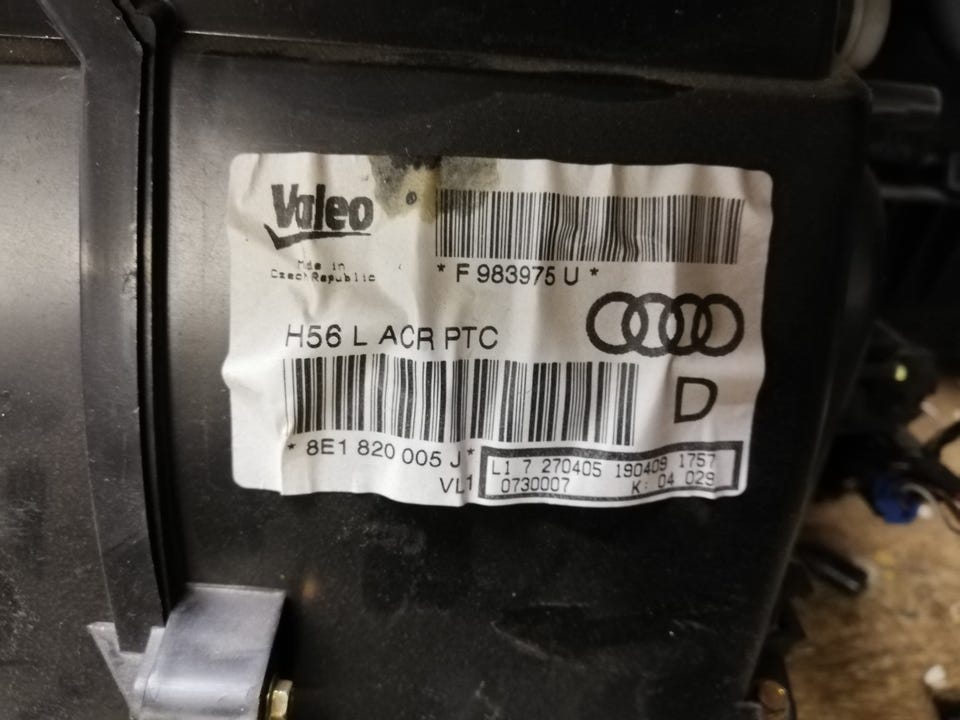 Valeo
Made in
Czech Republic
* F 983975 U *
H56 L ACR PTC
D
* 8E1 820 005 J *
VL1
L1 7 270405 190409 1757
0730007 K: 04 029